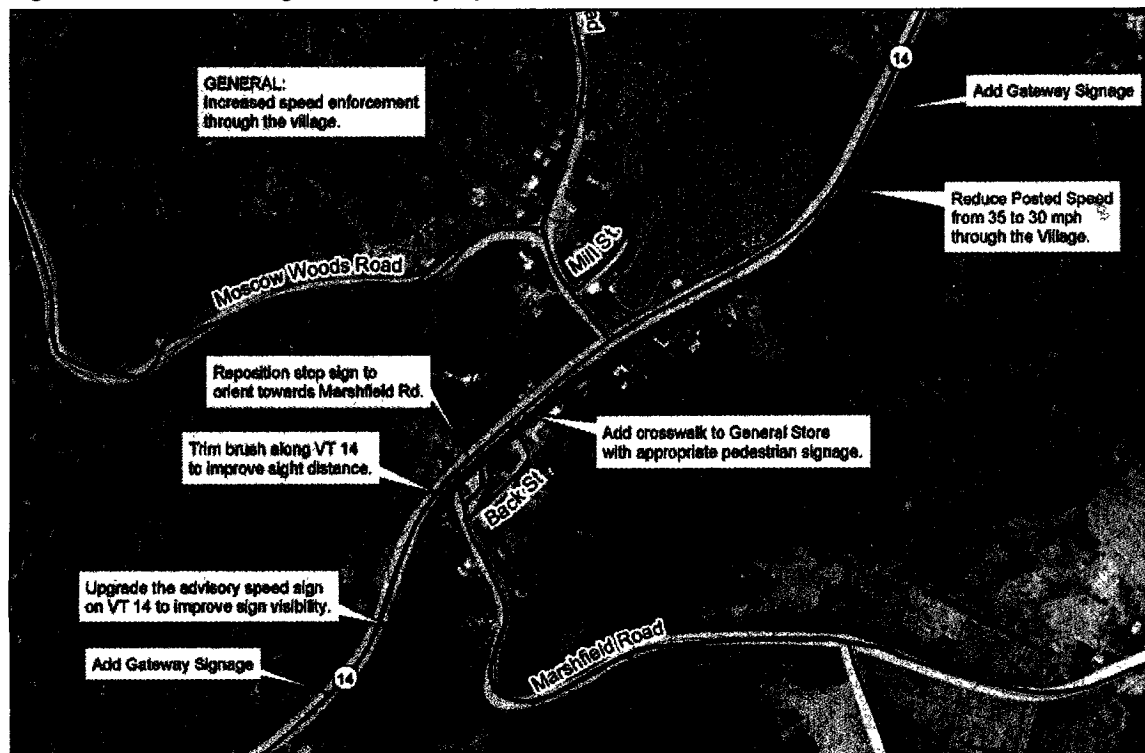 14
GENERAL:
Increased speed enforcement
through the village.
Add Gateway Signage
Reduce Posted Speed
from 35 to 30 mph
through the Village.
Mill St.
Moscow Woods Road
Reposition stop sign to
orient towards Marshfield Rd.
Add crosswalk to General Store
with appropriate pedestrian signage.
Trim brush along VT 14
to improve sight distance.
Back St
Upgrade the advisory speed sign
on VT 14 to improve sign visibility.
Marshfield Road
Add Gateway Signage
14